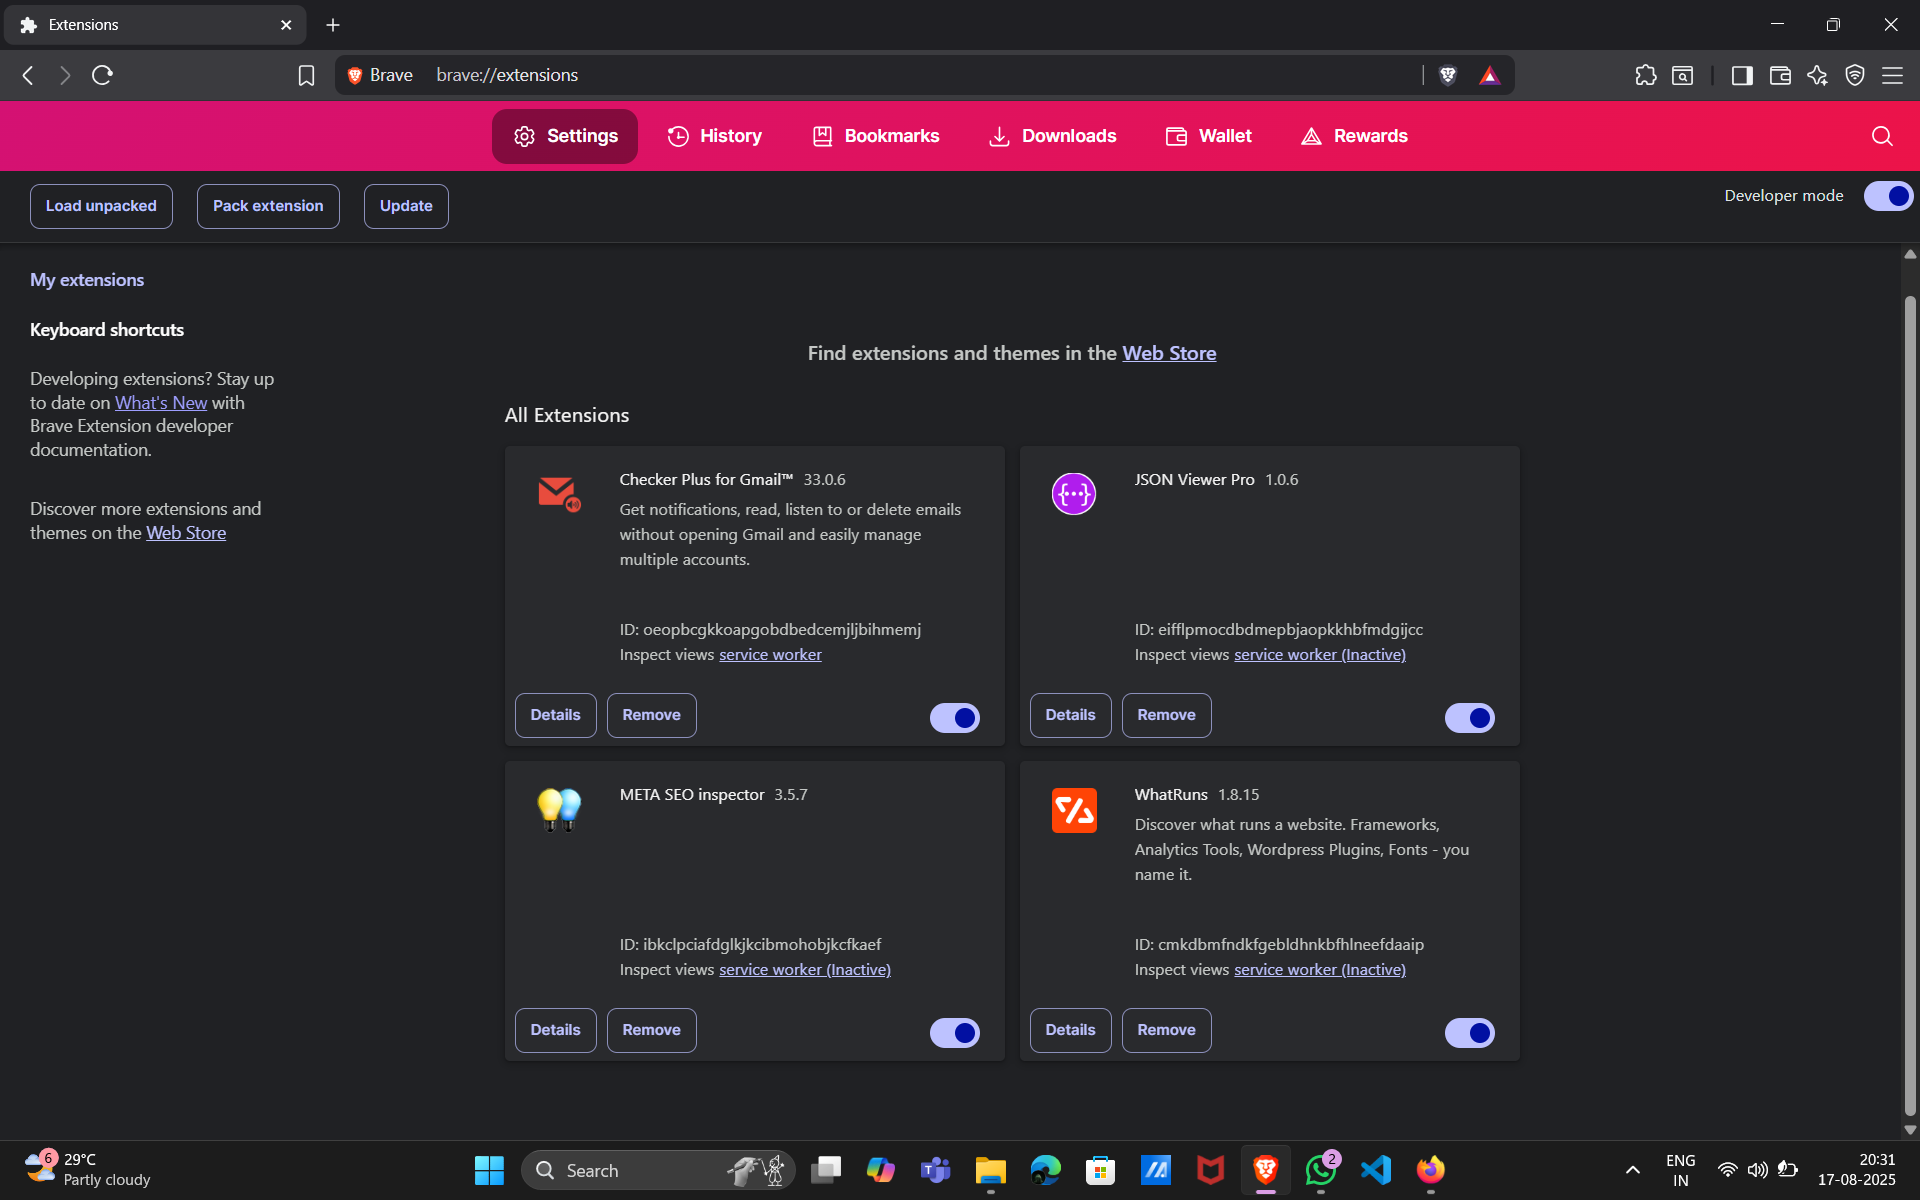 Extensions
Brave brave://extensions
Settings History Bookmarks Downloads Wallet Rewards
Load unpacked Pack extension Update Developer mode
My extensions
Keyboard shortcuts
Developing extensions? Stay up
to date on What's New with
Brave Extension developer
documentation.
Discover more extensions and
themes on the Web Store
Find extensions and themes in the Web Store
All Extensions
Checker Plus for Gmail™ 33.0.6
Get notifications, read, listen to or delete emails
without opening Gmail and easily manage
multiple accounts.
ID: oeopbcgkkoapgobdbedcemjljbihmemj
Inspect views service worker
Details Remove
JSON Viewer Pro 1.0.6
ID: eifflpmocdbdmepbjaopkkhbfmdgijcc
Inspect views service worker (Inactive)
Details Remove
META SEO inspector 3.5.7
ID: ibkclpciafdglkjkcibmohobjkcfkaef
Inspect views service worker (Inactive)
Details Remove
WhatRuns 1.8.15
Discover what runs a website. Frameworks,
Analytics Tools, Wordpress Plugins, Fonts - you
name it.
ID: cmkdbmfndkfgebldhnkbfhlneefdaaip
Inspect views service worker (Inactive)
Details Remove
6
29°C
Partly cloudy
Search
2
ENG
IN
20:31
17-08-2025